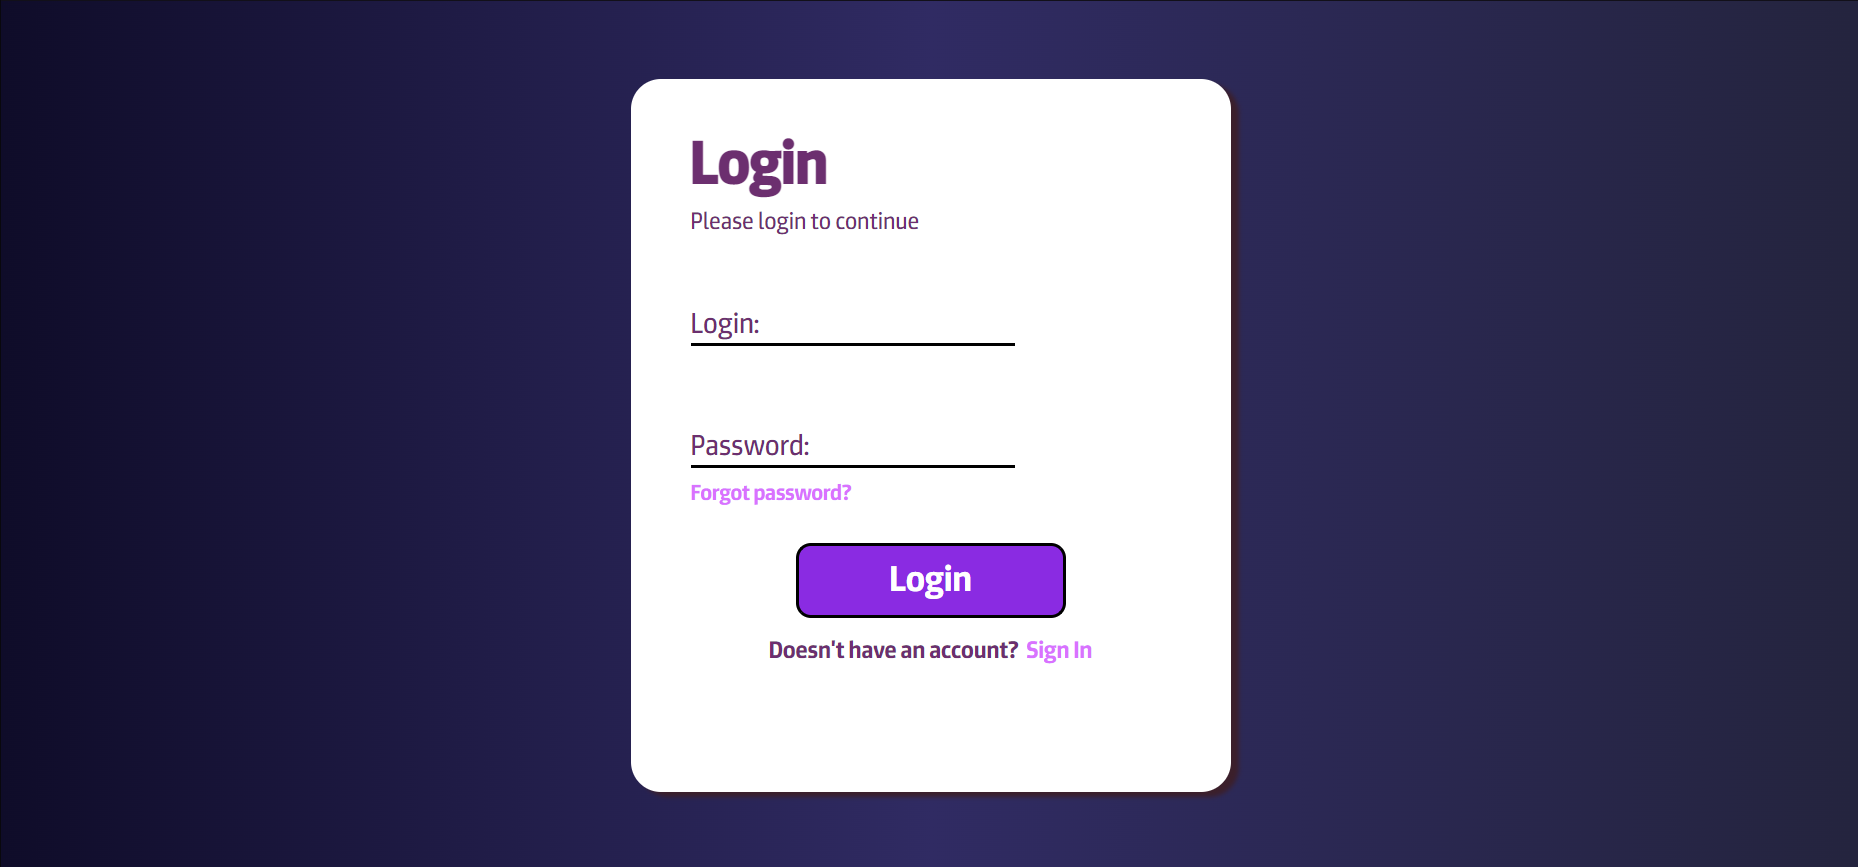 Login
Please login to continue
Login:
Password:
Forgot password?
Login
Doesn't have an account? Sign In